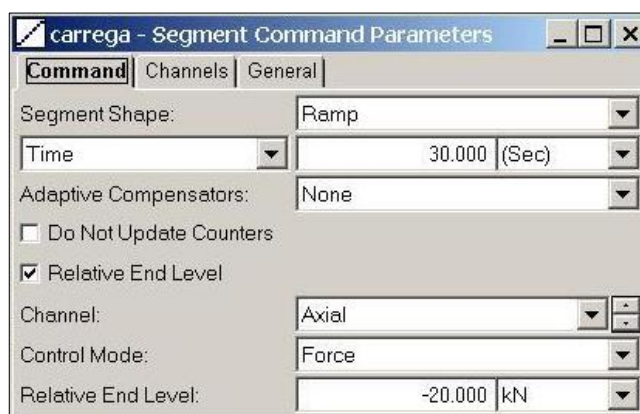 carrega - Segment Command Parameters
Command Channels General
Segment Shape: Ramp
Time 30.000 (Sec)
Adaptive Compensators: None
Do Not Update Counters
Relative End Level
Channel: Axial
Control Mode: Force
Relative End Level: -20.000 kN